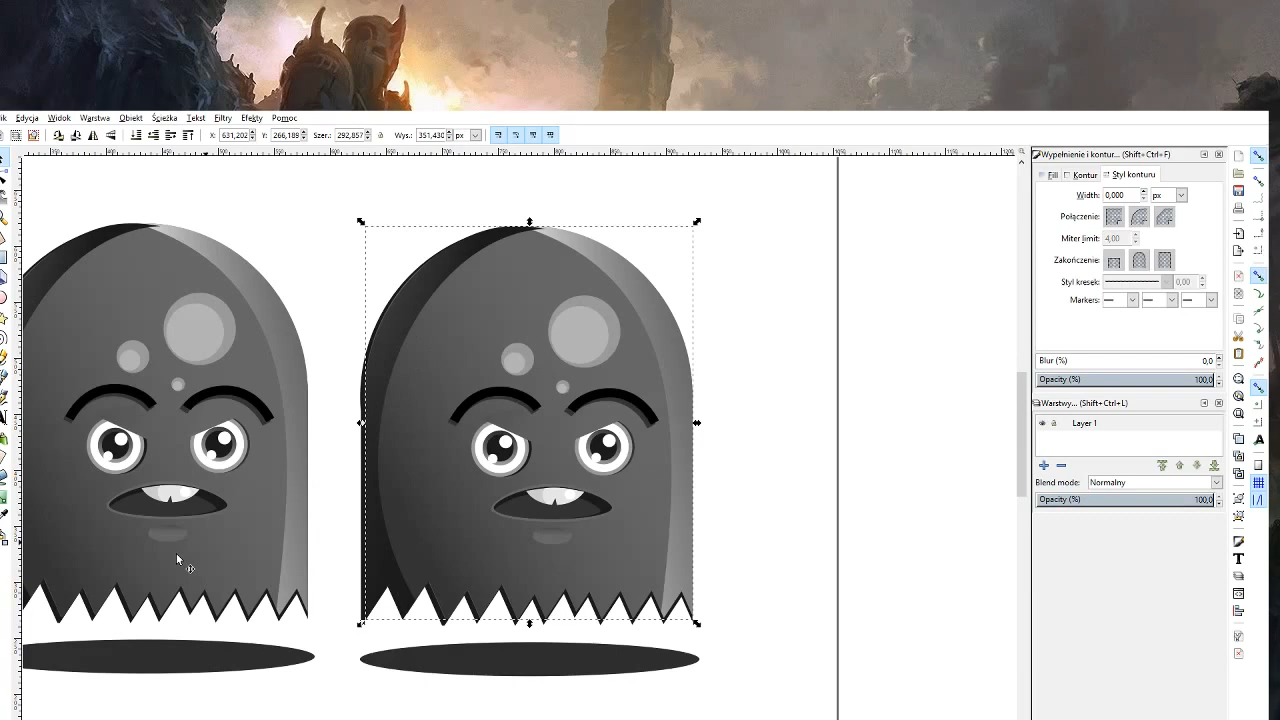 lik Edycja Widok Warstwa Obiekt Ścieżka Tekst Filtry Efekty Pomoc
X: 631,202 Y: 266,189 Szer.: 292,857 Wys.: 351,430 px
Wypełnienie i kontur... (Shift+Ctrl+F)
Fill Kontur Styl konturu
Width: 0,000 px
Połączenie:
Miter limit: 4,00
Zakończenie:
Styl kresek: 0,00
Markers:
Blur (%) 0,0
Opacity (%) 100,0
Warstwy... (Shift+Ctrl+L)
Layer 1
Blend mode: Normalny
Opacity (%) 100,0